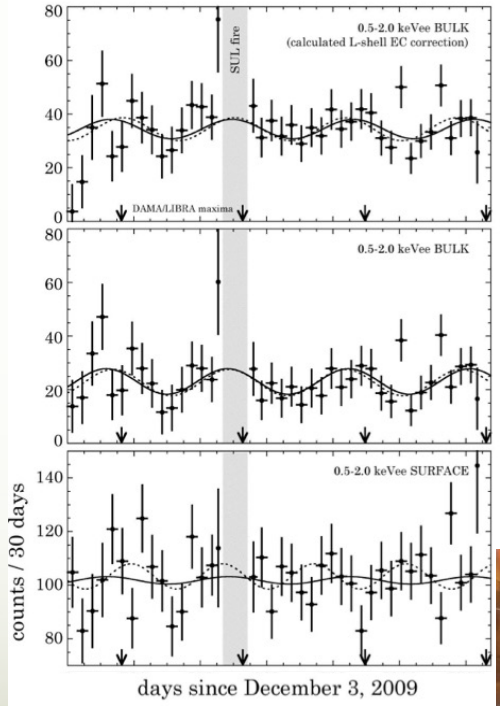 80
60
40
20
0
SUL fire
0.5-2.0 keVee BULK
(calculated L-shell EC correction)
DAMA/LIBRA maxima
80
60
40
20
0
0.5-2.0 keVee BULK
140
120
100
80
0.5-2.0 keVee SURFACE
counts / 30 days
days since December 3, 2009